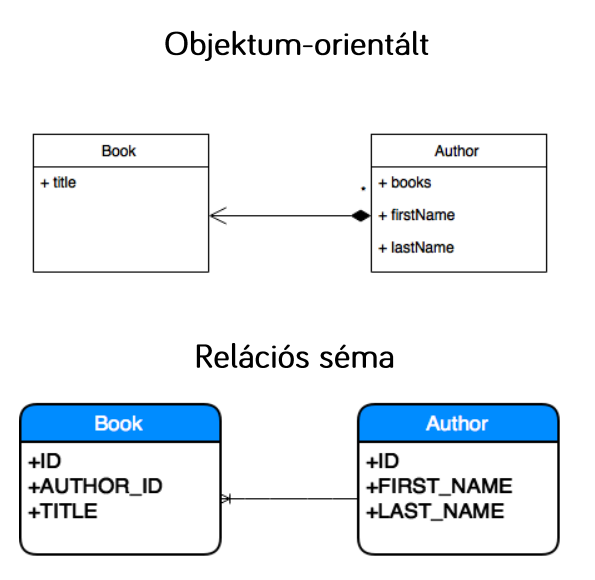 Objektum-orientált
Book
+ title
Author
*
+ books
+ firstName
+ lastName
Relációs séma
Book
+ID
+AUTHOR_ID
+TITLE
Author
+ID
+FIRST_NAME
+LAST_NAME